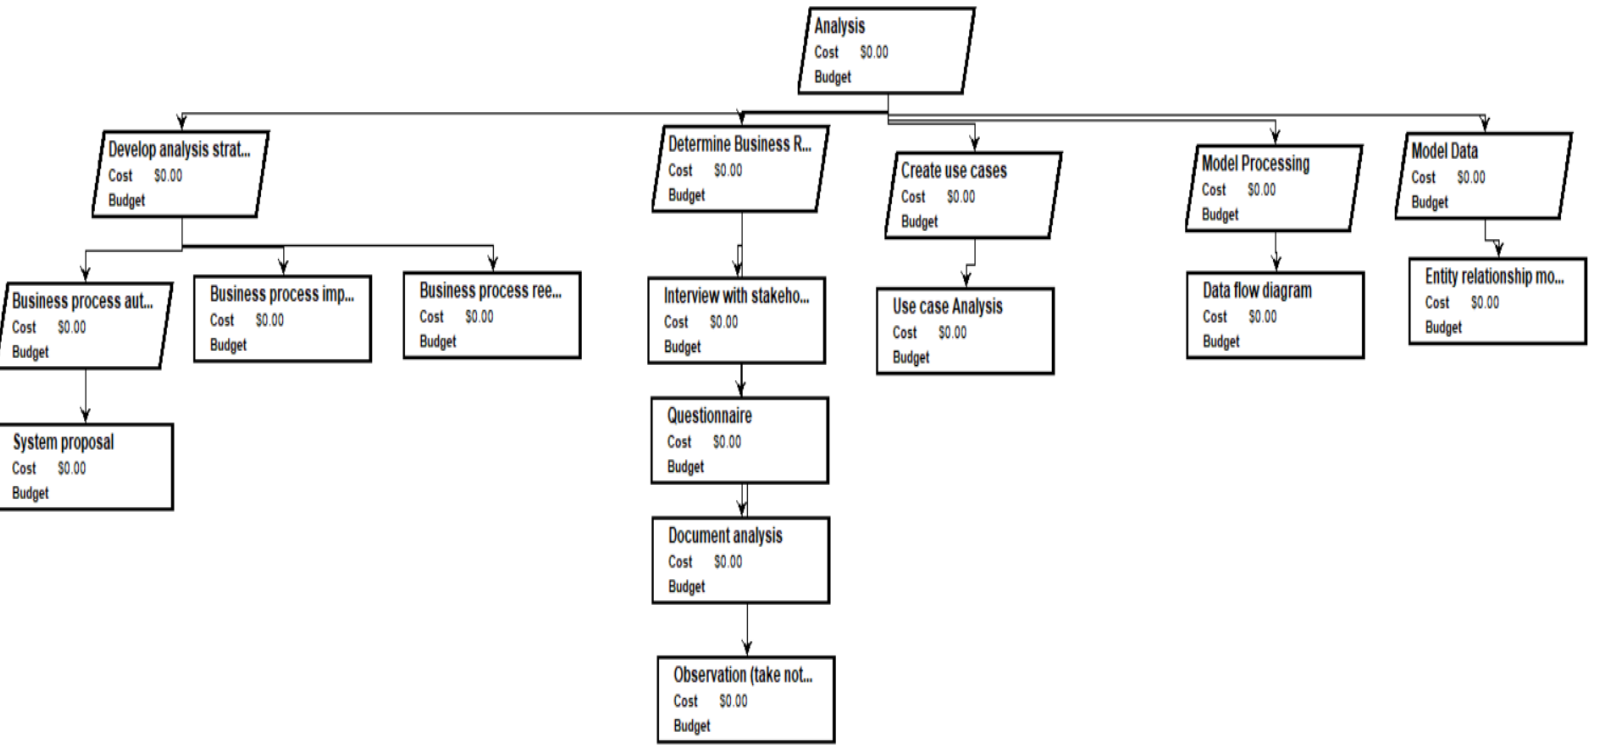 Analysis
Cost $0.00
Budget
Develop analysis strat...
Cost $0.00
Budget
Determine Business R...
Cost $0.00
Budget
Create use cases
Cost $0.00
Budget
Model Processing
Cost $0.00
Budget
Model Data
Cost $0.00
Budget
Business process aut...
Cost $0.00
Budget
Business process imp...
Cost $0.00
Budget
Business process ree...
Cost $0.00
Budget
Interview with stakeho...
Cost $0.00
Budget
Use case Analysis
Cost $0.00
Budget
Data flow diagram
Cost $0.00
Budget
Entity relationship mo...
Cost $0.00
Budget
System proposal
Cost $0.00
Budget
Questionnaire
Cost $0.00
Budget
Document analysis
Cost $0.00
Budget
Observation (take not...
Cost $0.00
Budget